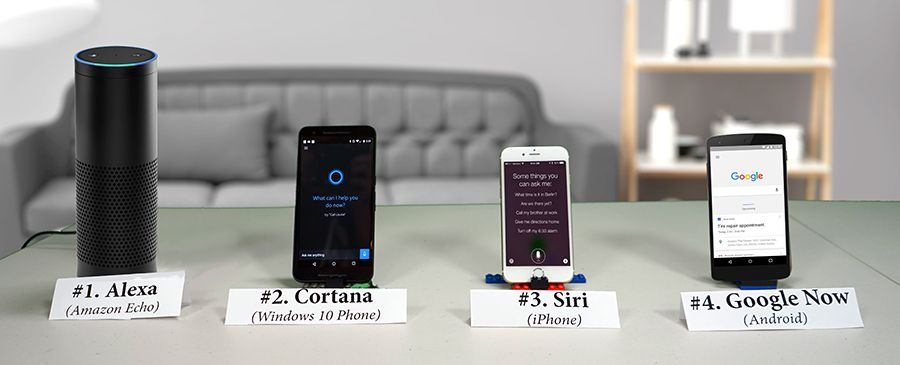 #1. Alexa
(Amazon Echo)
What can I help you
do now?
Ask me anything
#2. Cortana
(Windows 10 Phone)
Some things you
can ask me:
What time is it in Berlin?
Are we there yet?
Call my brother at work
Give me directions home
Turn off my 6:30 alarm
#3. Siri
(iPhone)
Google
Tire repair appointment
#4. Google Now
(Android)